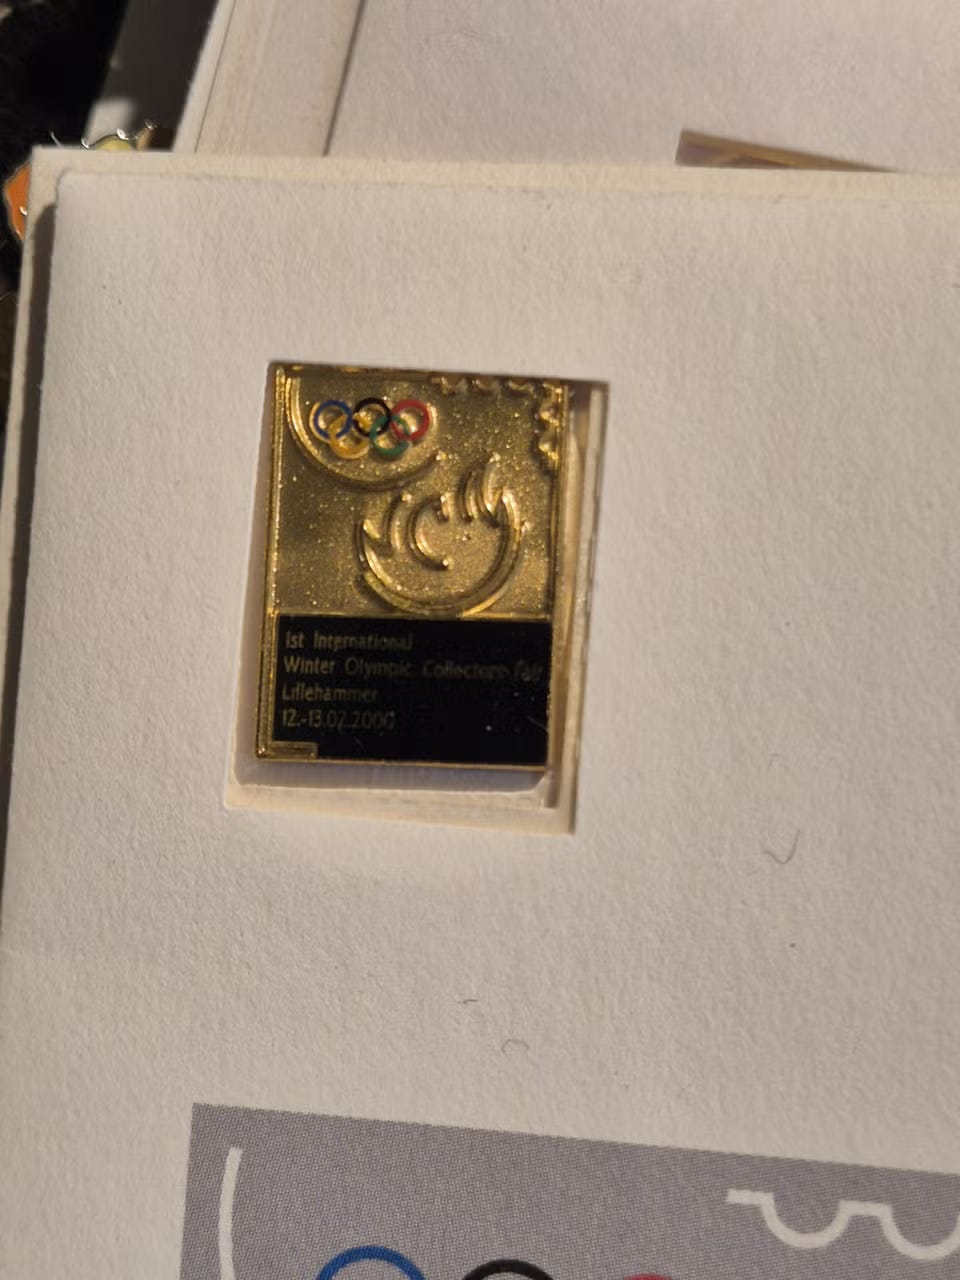 1st International
Winter Olympic Collectors Fair
Lillehammer
12.-13.02.2000